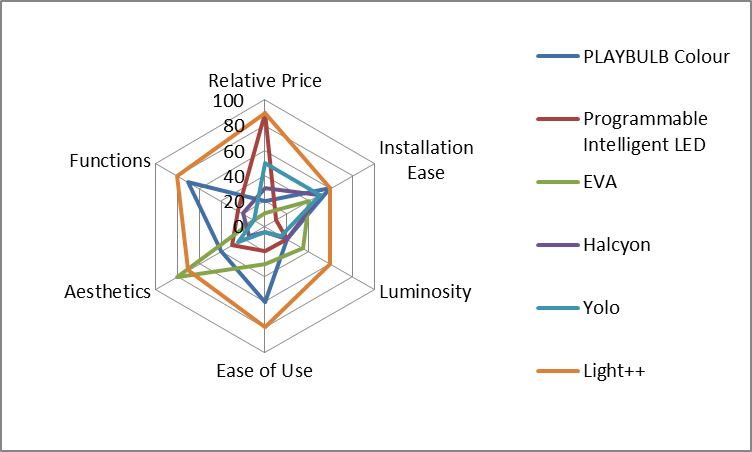 Relative Price
100
80
60
40
20
0
Installation
Ease
Luminosity
Ease of Use
Aesthetics
Functions
PLAYBULB Colour
Programmable
Intelligent LED
EVA
Halcyon
Yolo
Light++